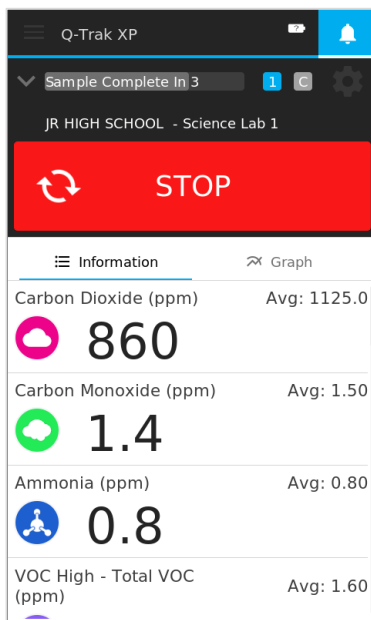 Q-Trak XP
?
Sample Complete In 3
1
C
JR HIGH SCHOOL - Science Lab 1
STOP
Information
Graph
Carbon Dioxide (ppm)
Avg: 1125.0
860
Carbon Monoxide (ppm)
Avg: 1.50
1.4
Ammonia (ppm)
Avg: 0.80
0.8
VOC High - Total VOC
(ppm)
Avg: 1.60